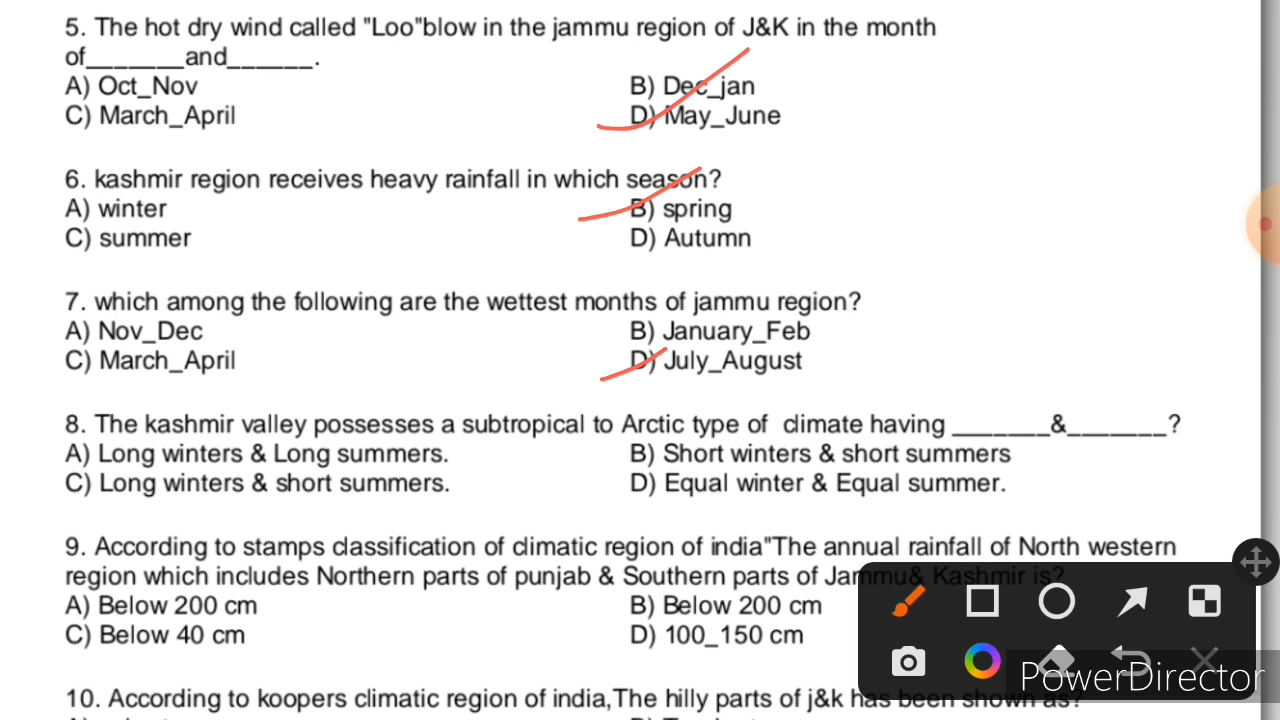 5. The hot dry wind called "Loo"blow in the jammu region of J&K in the month
of_______and______.
A) Oct_Nov B) Dec_jan
C) March_April D) May_June
6. kashmir region receives heavy rainfall in which season?
A) winter B) spring
C) summer D) Autumn
7. which among the following are the wettest months of jammu region?
A) Nov_Dec B) January_Feb
C) March_April D) July_August
8. The kashmir valley possesses a subtropical to Arctic type of climate having _______&_______?
A) Long winters & Long summers. B) Short winters & short summers
C) Long winters & short summers. D) Equal winter & Equal summer.
9. According to stamps classification of climatic region of india"The annual rainfall of North western
region which includes Northern parts of punjab & Southern parts of Jammu& Kashmir is?
A) Below 200 cm B) Below 200 cm
C) Below 40 cm D) 100_150 cm
PowerDirector
10. According to koopers climatic region of india,The hilly parts of j&k has been shown as?